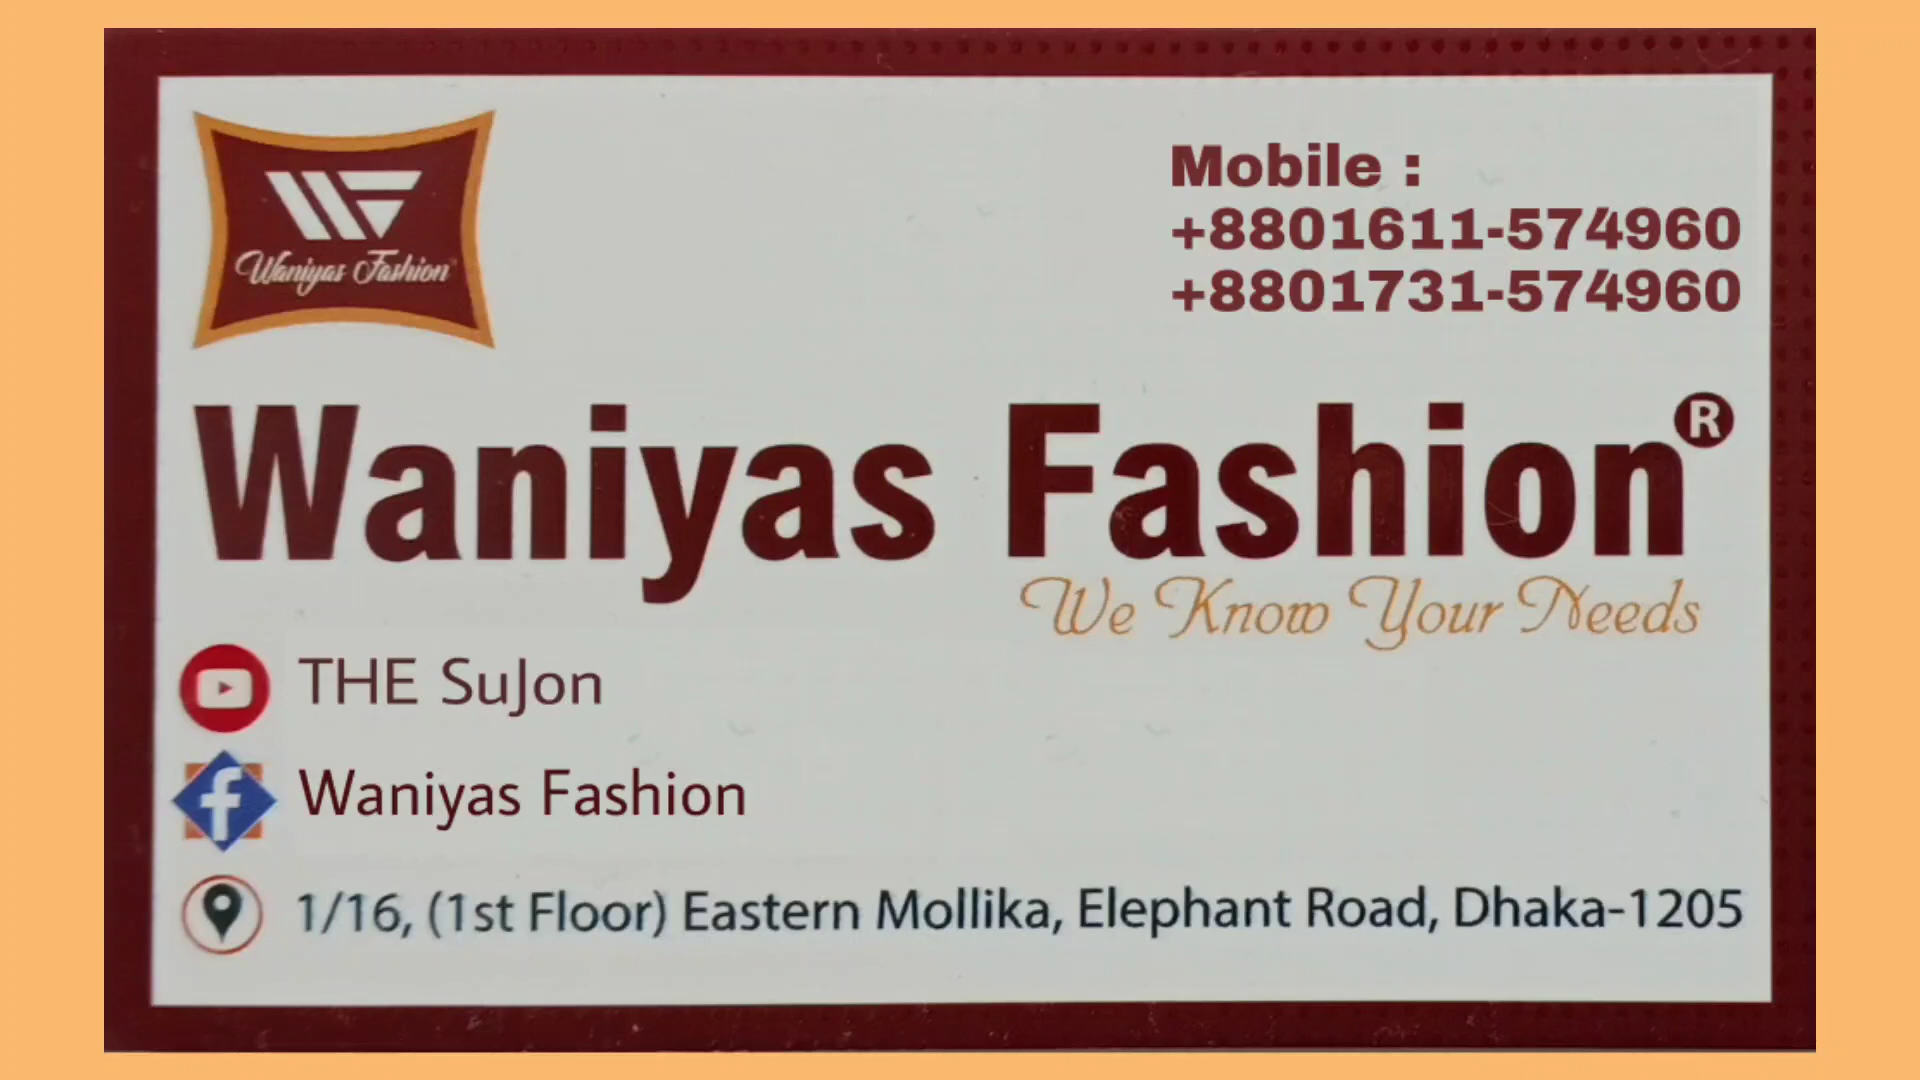 WF
Waniyas Fashion
Mobile :
+8801611-574960
+8801731-574960
Waniyas Fashion®
We Know Your Needs
THE SuJon
Waniyas Fashion
1/16, (1st Floor) Eastern Mollika, Elephant Road, Dhaka-1205